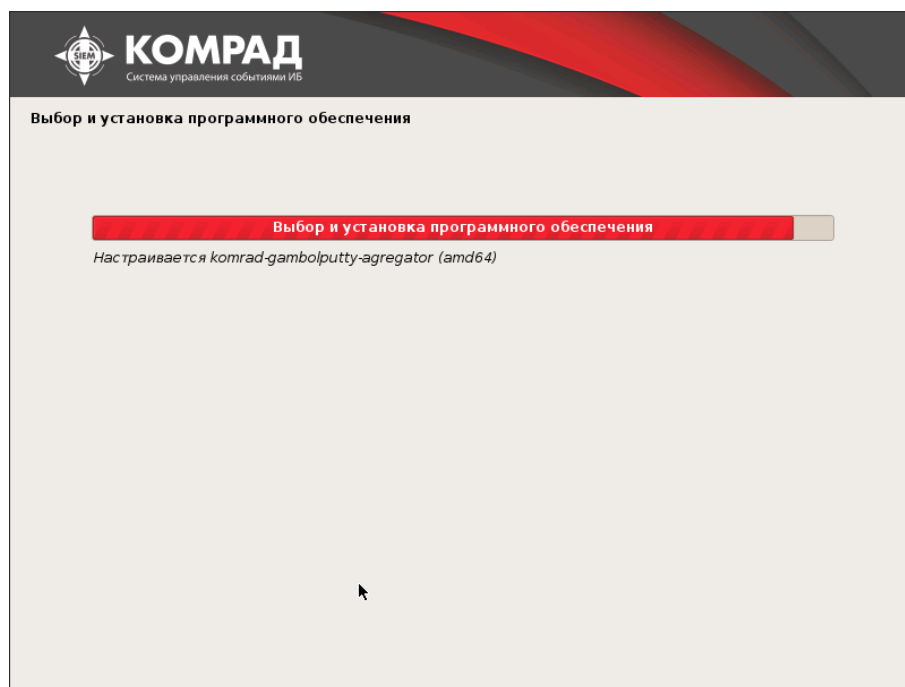 SIEM
КОМРАД
Система управления событиями ИБ
Выбор и установка программного обеспечения
Выбор и установка программного обеспечения
Настраивается komrad-gambolputty-agregator (amd64)